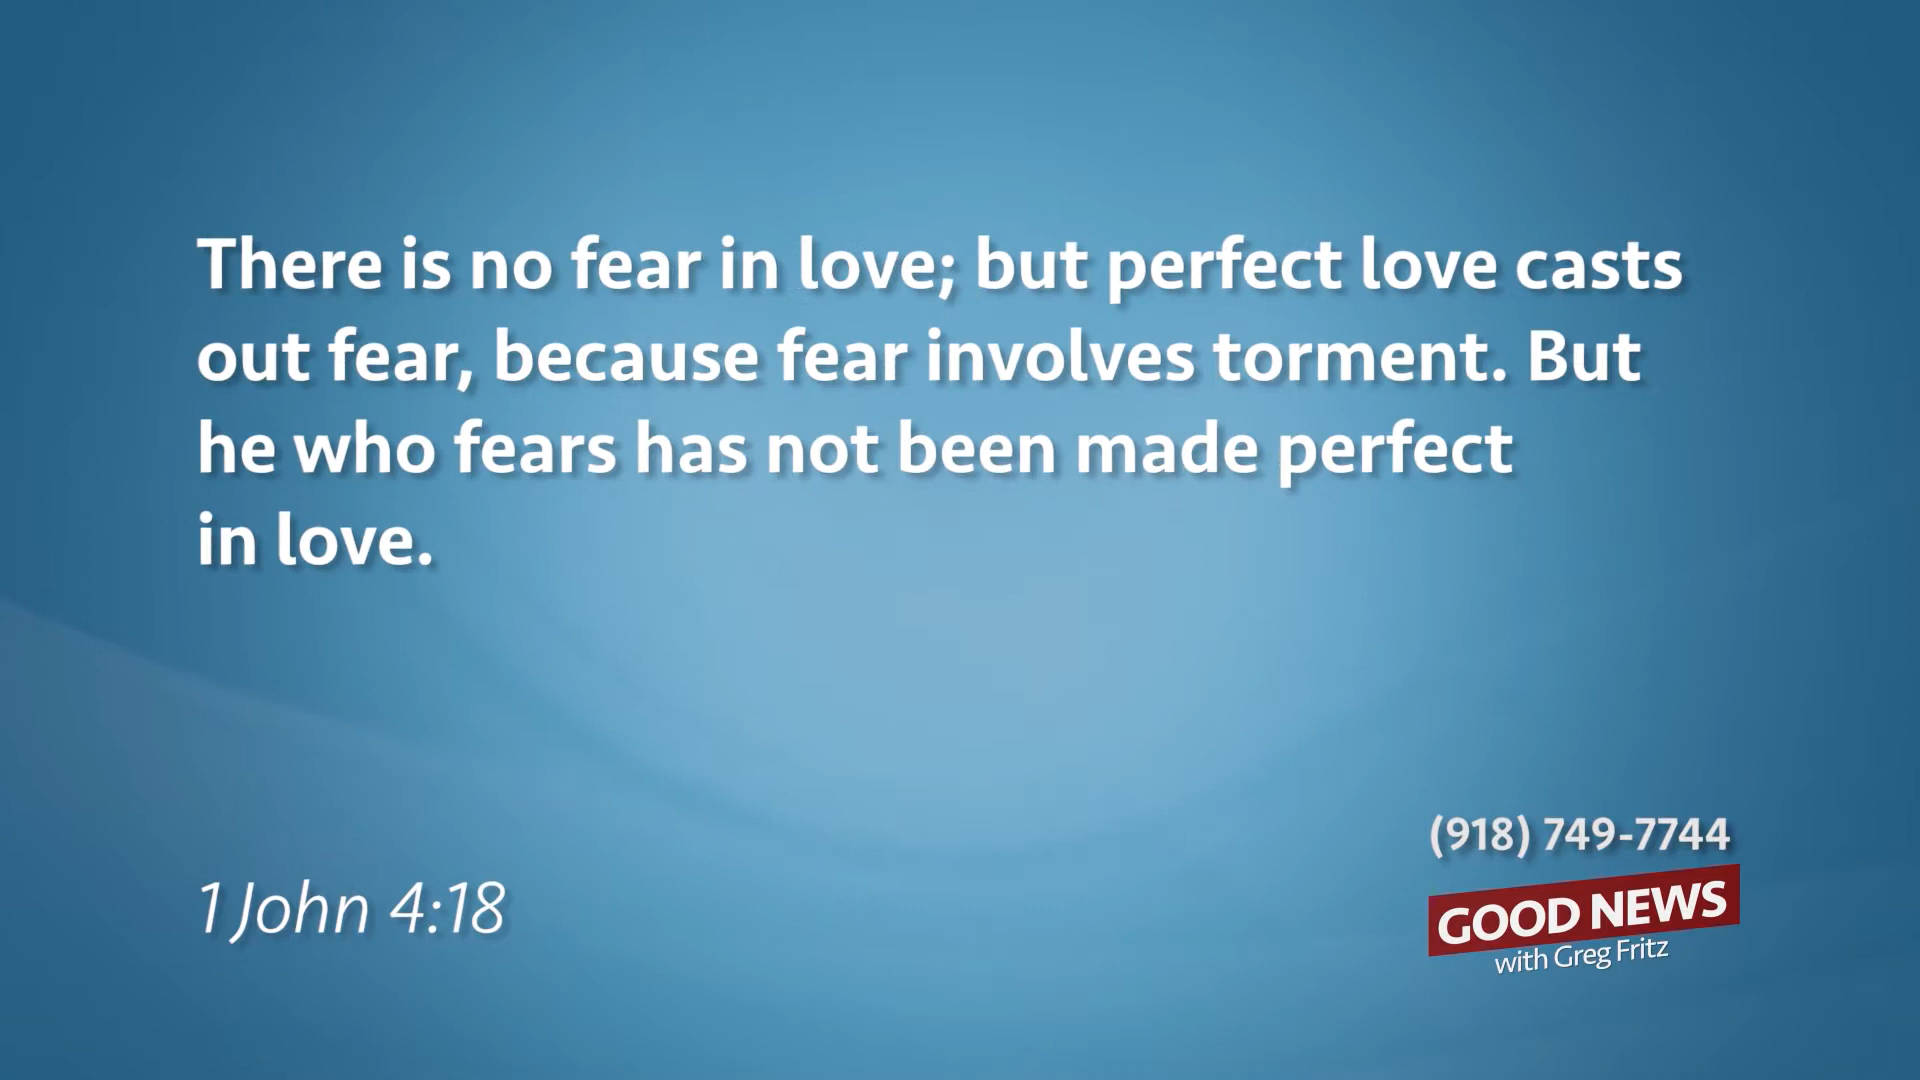 There is no fear in love; but perfect love casts
out fear, because fear involves torment. But
he who fears has not been made perfect
in love.
1 John 4:18
(918) 749-7744
GOOD NEWS
with Greg Fritz